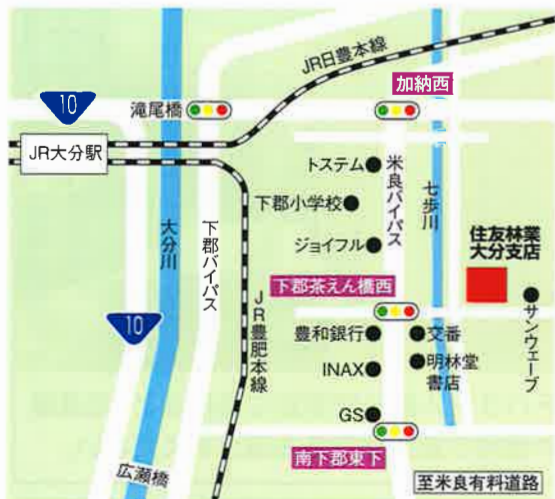 JR日豊本線
加納西
10
滝尾橋
JR大分駅
トステム
下郡小学校
ジョイフル
米良バイパス
七歩川
大分川
下郡バイパス
住友林業
大分支店
下郡茶えん橋西
10
JR豊肥本線
豊和銀行
交番
サンウェーブ
INAX
明林堂
書店
GS
南下郡東下
広瀬橋
至米良有料道路